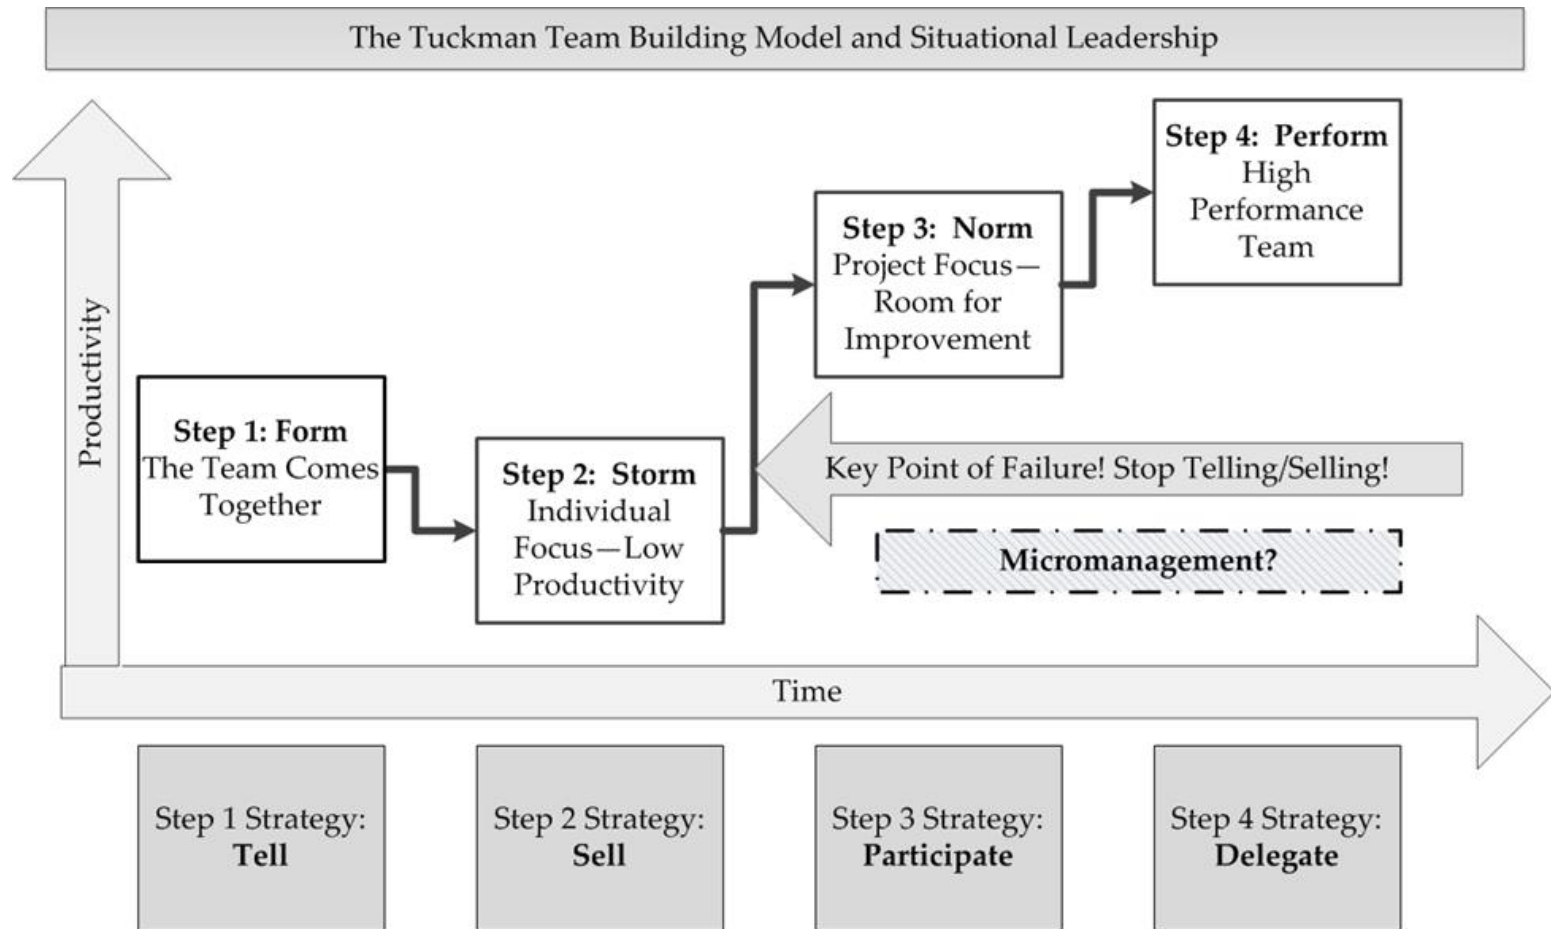 The Tuckman Team Building Model and Situational Leadership
Productivity
Step 1: Form
The Team Comes
Together
Step 2: Storm
Individual
Focus—Low
Productivity
Step 3: Norm
Project Focus—
Room for
Improvement
Step 4: Perform
High
Performance
Team
Key Point of Failure! Stop Telling/Selling!
Micromanagement?
Time
Step 1 Strategy:
Tell
Step 2 Strategy:
Sell
Step 3 Strategy:
Participate
Step 4 Strategy:
Delegate